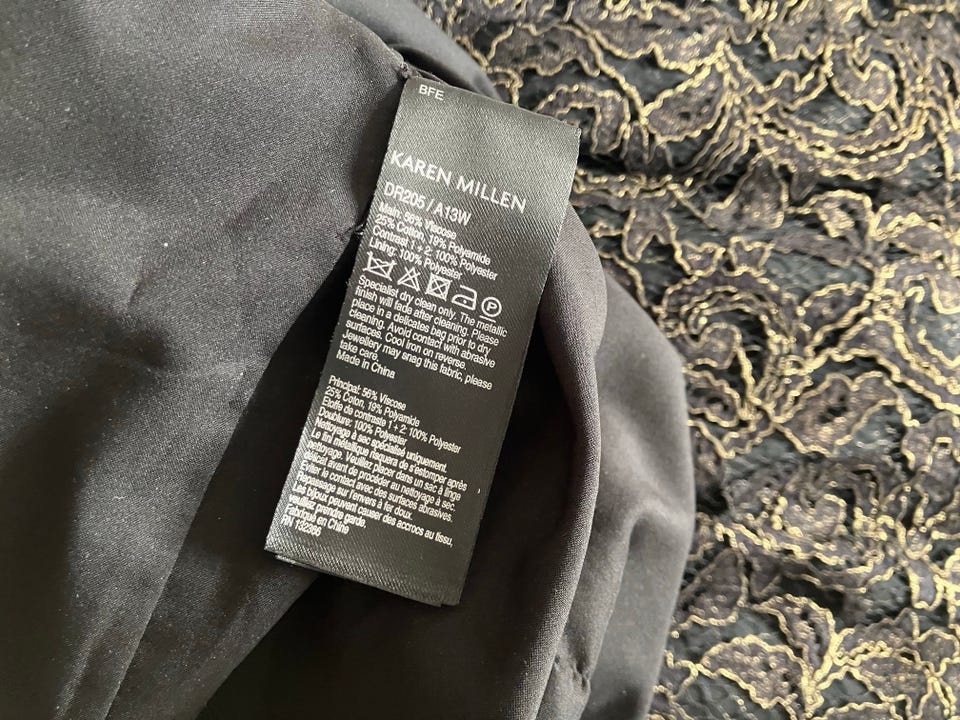 BFE
KAREN MILLEN
DR205 / A13W
Main: 56% Viscose
25% Cotton, 19% Polyamide
Contrast 1 + 2: 100% Polyester
Lining: 100% Polyester
P
Specialist dry clean only. The metallic
finish will fade after cleaning. Please
place in a delicates bag prior to dry
cleaning. Avoid contact with abrasive
surfaces. Cool iron on reverse.
Jewellery may snag this fabric, please
take care.
Made in China
Principal: 56% Viscose
25% Coton, 19% Polyamide
Etoffe de contraste 1 + 2: 100% Polyester
Doublure: 100% Polyester
Nettoyage à sec spécialisé uniquement.
Le fini métallique risquera de s'estomper après
nettoyage. Veuillez placer dans un sac à linge
délicat avant de procéder au nettoyage à sec.
Eviter le contact avec des surfaces abrasives.
Repassage sur l'envers à fer doux.
Les bijoux peuvent causer des accrocs au tissu,
veuillez prendre garde.
Fabriqué en Chine
RN 132366